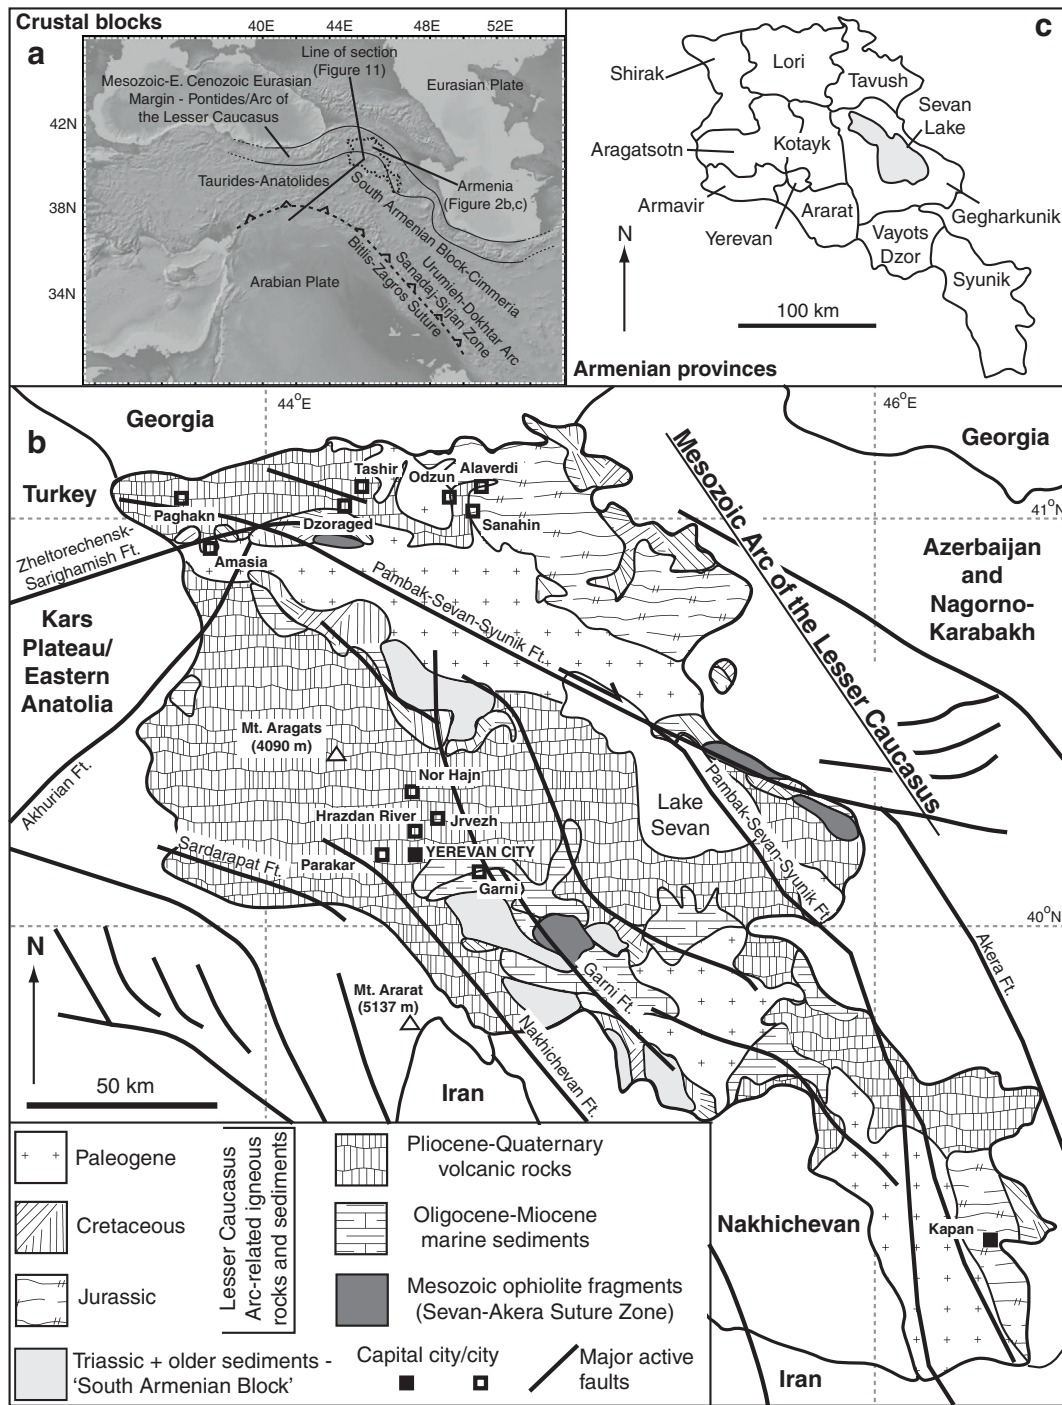 Crustal blocks
40E 44E 48E 52E
a
Line of section
(Figure 11)
Mesozoic-E. Cenozoic Eurasian
Margin - Pontides/Arc of
the Lesser Caucasus
Eurasian Plate
42N
Taurides-Anatolides
Armenia
(Figure 2b,c)
38N
South Armenian Block-Cimmeria
Urumieh-Dokhtar Arc
Sanadaj-Sirjan Zone
Bitlis-Zagros Suture
Arabian Plate
34N
c
Shirak
Lori
Tavush
Sevan
Lake
Aragatsotn
Kotayk
Armavir
Yerevan
Ararat
Gegharkunik
Vayots
Dzor
Syunik
N
100 km
Armenian provinces
b
Georgia
44°E
46°E
Georgia
Turkey
Tashir
Odzun
Alaverdi
Paghakn
Dzoraged
Sanahin
41°N
Zheltorechensk-
Sarighamish Ft.
Amasia
Mesozoic Arc of the Lesser Caucasus
Azerbaijan
and
Nagorno-
Karabakh
Kars
Plateau/
Eastern
Anatolia
Pambak-Sevan-Syunik Ft.
Mt. Aragats
(4090 m)
Akhurian Ft.
Nor Hajn
Hrazdan River
Jrvezh
Lake
Sevan
Pambak-Sevan-Syunik Ft.
Sardarapat Ft.
Parakar
YEREVAN CITY
Garni
40°N
N
Akera Ft.
Garni Ft.
Mt. Ararat
(5137 m)
Nakhichevan Ft.
50 km
Iran
Nakhichevan
Kapan
Iran
Paleogene
Cretaceous
Jurassic
Lesser Caucasus
Arc-related igneous
rocks and sediments
Triassic + older sediments -
'South Armenian Block'
Pliocene-Quaternary
volcanic rocks
Oligocene-Miocene
marine sediments
Mesozoic ophiolite fragments
(Sevan-Akera Suture Zone)
Capital city/city
Major active
faults